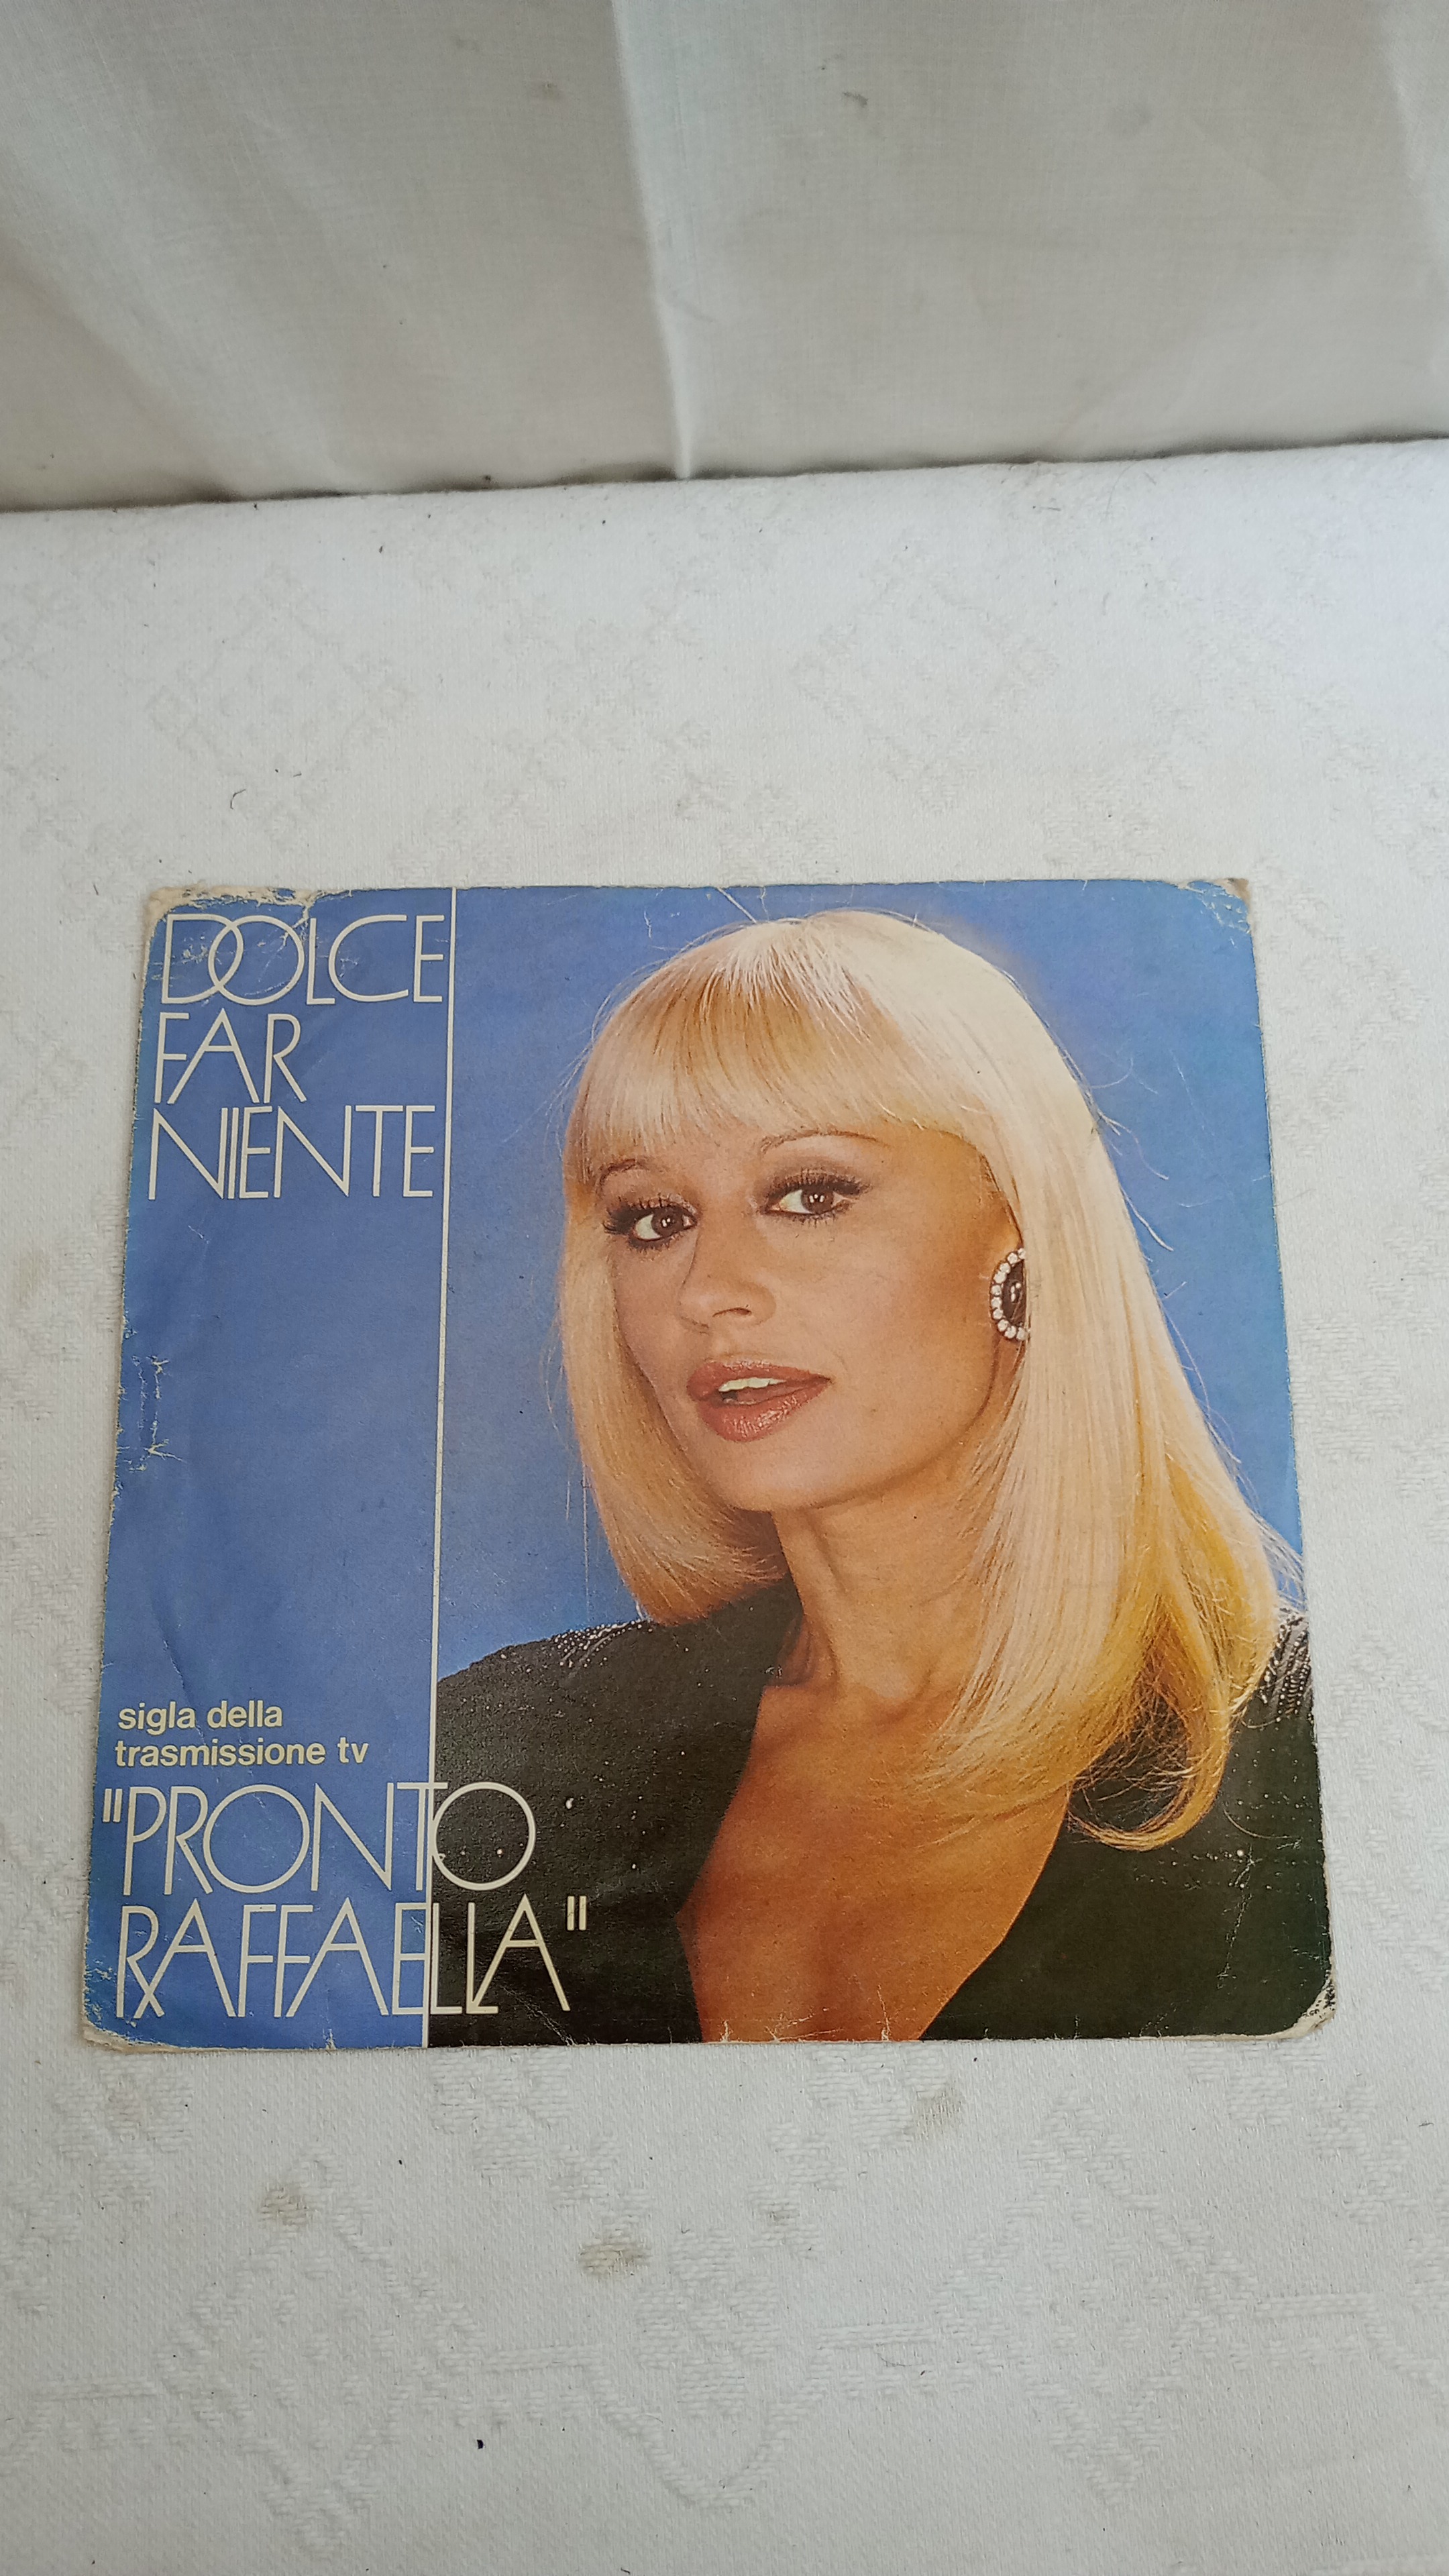 DOLCE
FAR
NIENTE
sigla della
trasmissione tv
"PRONTO
RAFFAELLA"